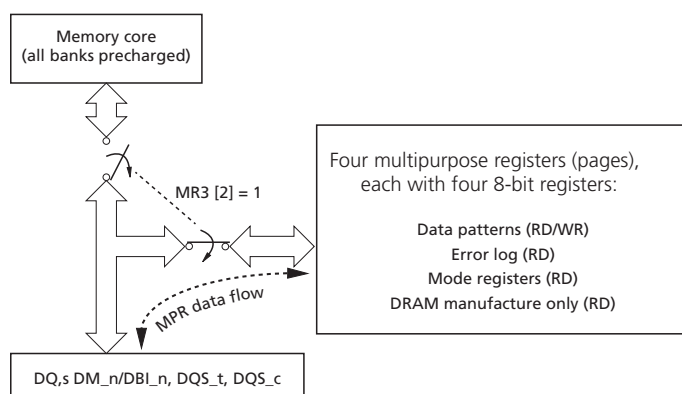 Memory core
(all banks precharged)
MR3 [2] = 1
Four multipurpose registers (pages),
each with four 8-bit registers:
Data patterns (RD/WR)
Error log (RD)
Mode registers (RD)
DRAM manufacture only (RD)
MPR data flow
DQ,s DM_n/DBI_n, DQS_t, DQS_c